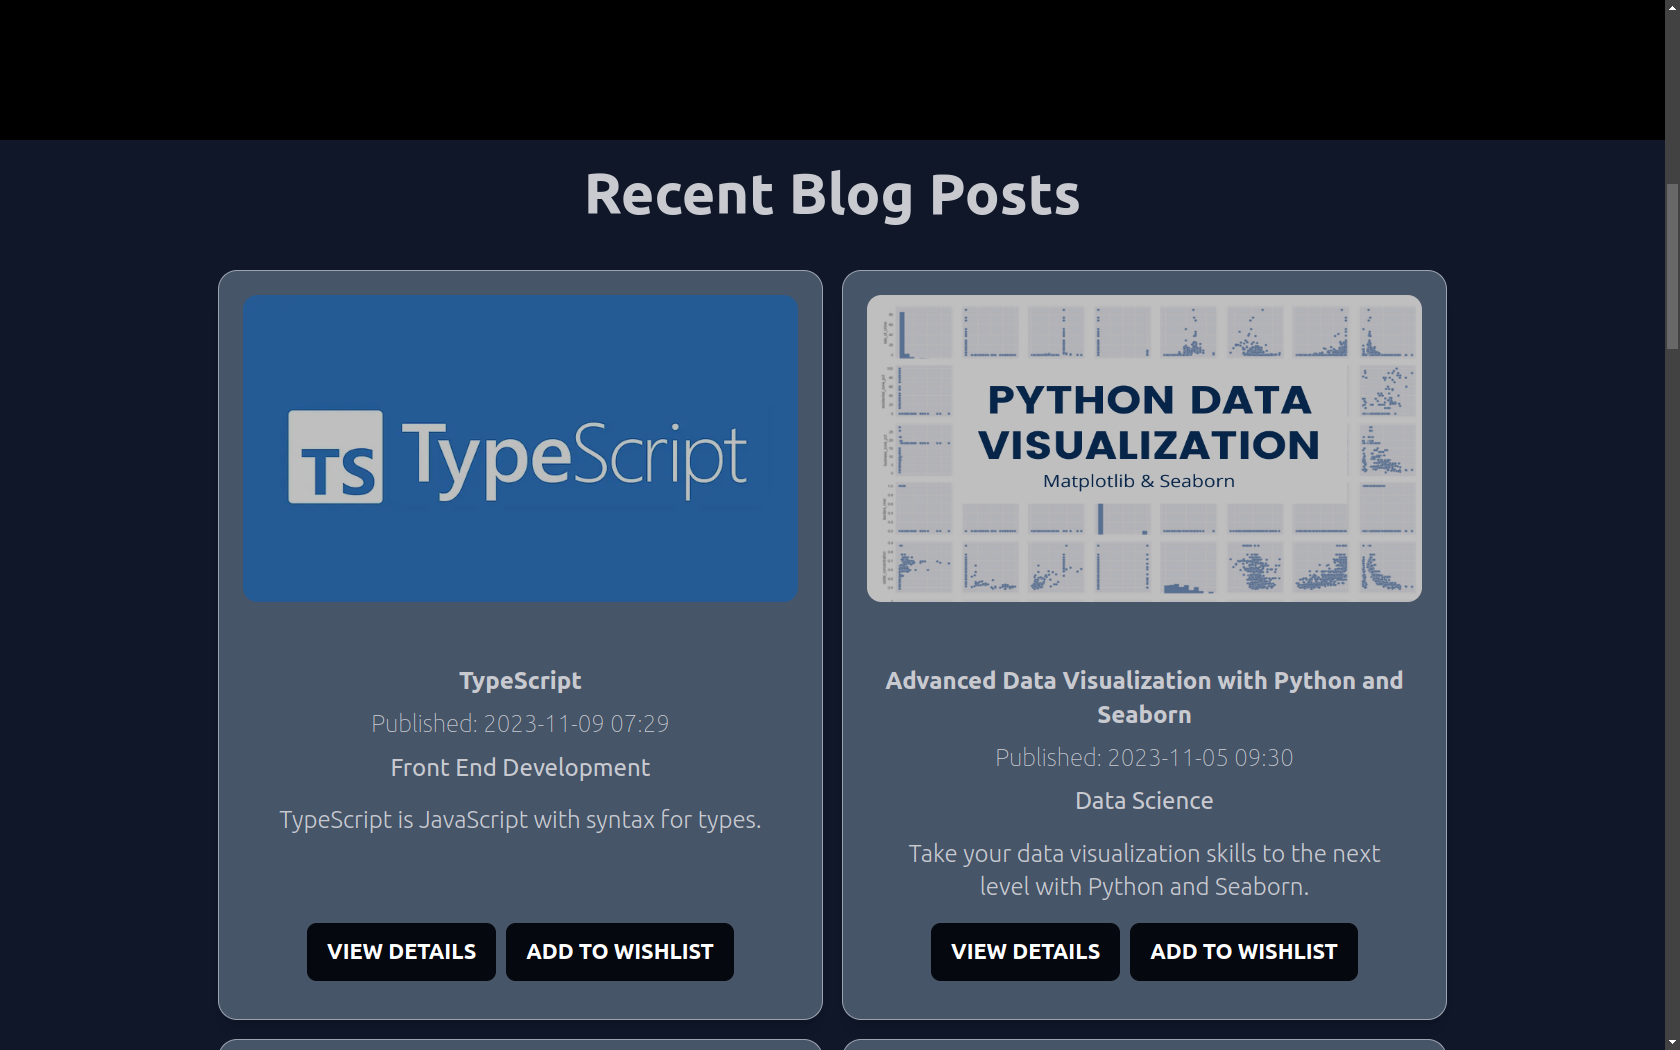 Recent Blog Posts
TS TypeScript
PYTHON DATA
VISUALIZATION
Matplotlib & Seaborn
TypeScript
Published: 2023-11-09 07:29
Front End Development
TypeScript is JavaScript with syntax for types.
VIEW DETAILS
ADD TO WISHLIST
Advanced Data Visualization with Python and
Seaborn
Published: 2023-11-05 09:30
Data Science
Take your data visualization skills to the next
level with Python and Seaborn.
VIEW DETAILS
ADD TO WISHLIST